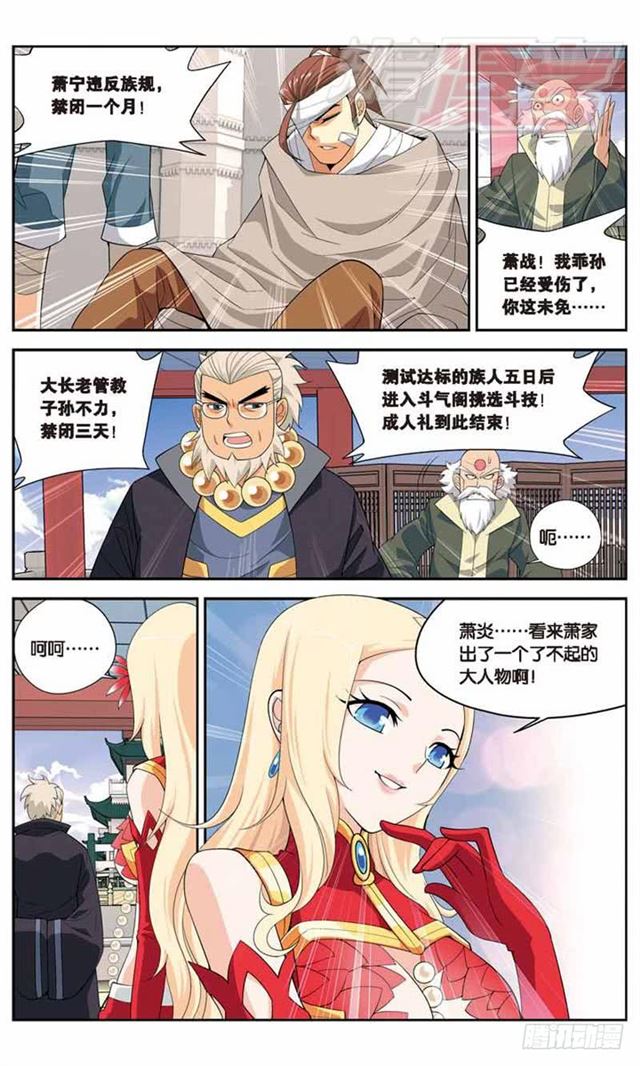 萧宁违反族规，
禁闭一个月！
萧战！我乖孙
已经受伤了，
你这未免……
大长老管教
子孙不力，
禁闭三天！
测试达标的族人五日后
进入斗气阁挑选斗技！
成人礼到此结束！
呃……
呵呵……
萧炎……看来萧家
出了一个了不起的
大人物啊！
腾讯动漫